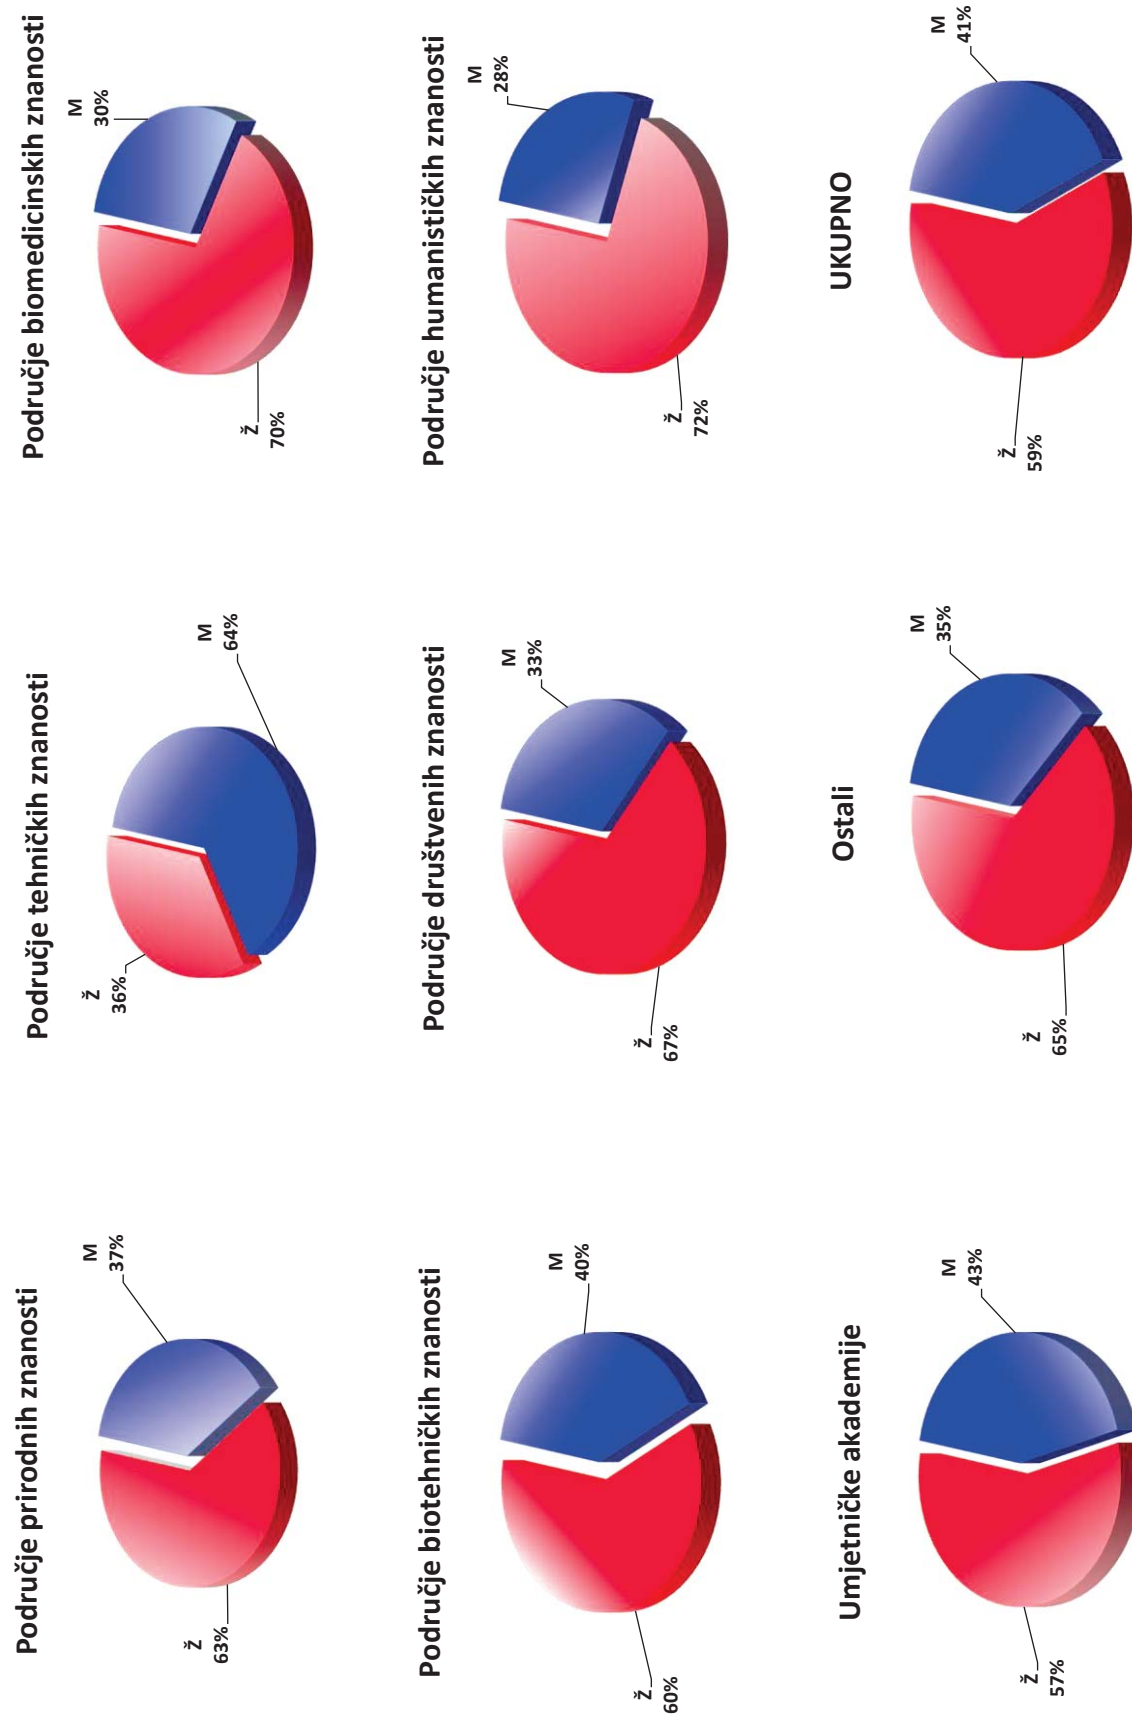 Područje prirodnih znanosti
M
37%
Ž
63%
Područje tehničkih znanosti
Ž
36%
M
64%
Područje biomedicinskih znanosti
M
30%
Ž
70%
Područje biotehničkih znanosti
M
40%
Ž
60%
Područje društvenih znanosti
M
33%
Ž
67%
Područje humanističkih znanosti
M
28%
Ž
72%
Umjetničke akademije
M
43%
Ž
57%
Ostali
M
35%
Ž
65%
UKUPNO
M
41%
Ž
59%